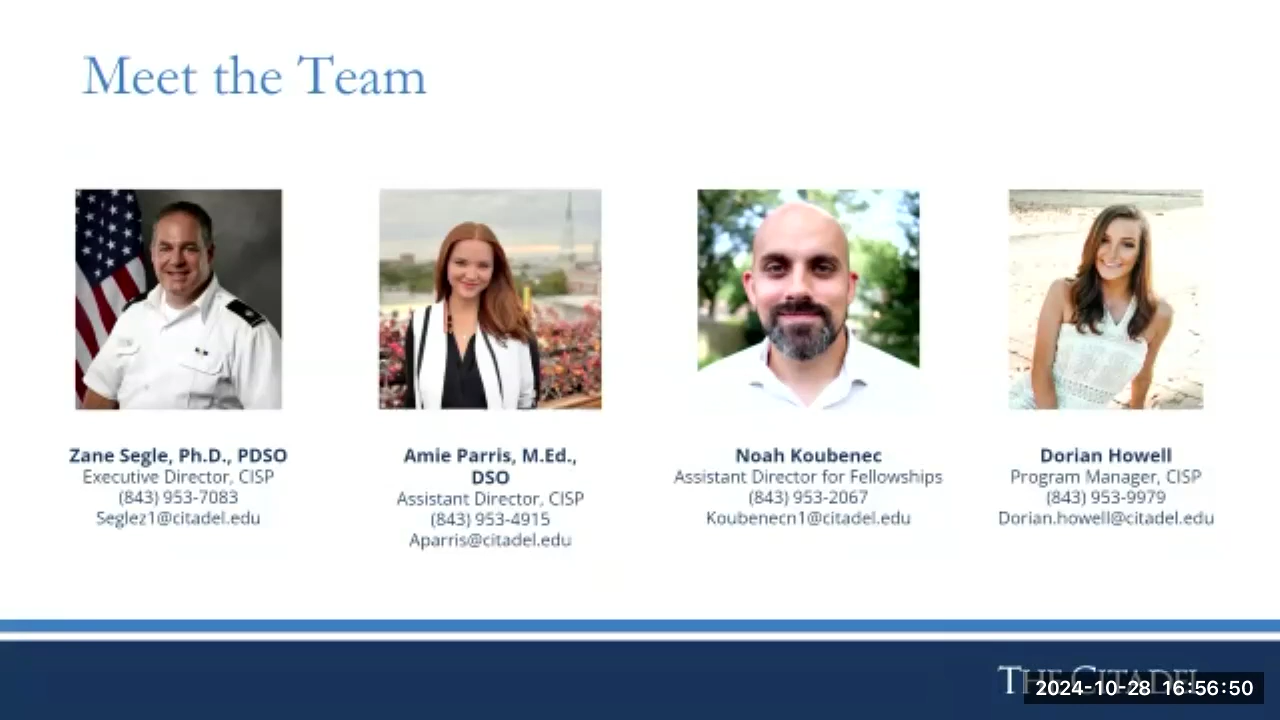 Meet the Team
Zane Segle, Ph.D., PDSO
Executive Director, CISP
(843) 953-7083
Seglez1@citadel.edu
Amie Parris, M.Ed.,
DSO
Assistant Director, CISP
(843) 953-4915
Aparris@citadel.edu
Noah Koubenec
Assistant Director for Fellowships
(843) 953-2067
Koubenecn1@citadel.edu
Dorian Howell
Program Manager, CISP
(843) 953-9979
Dorian.howell@citadel.edu
THE CITADEL
2024-10-28 16:56:50